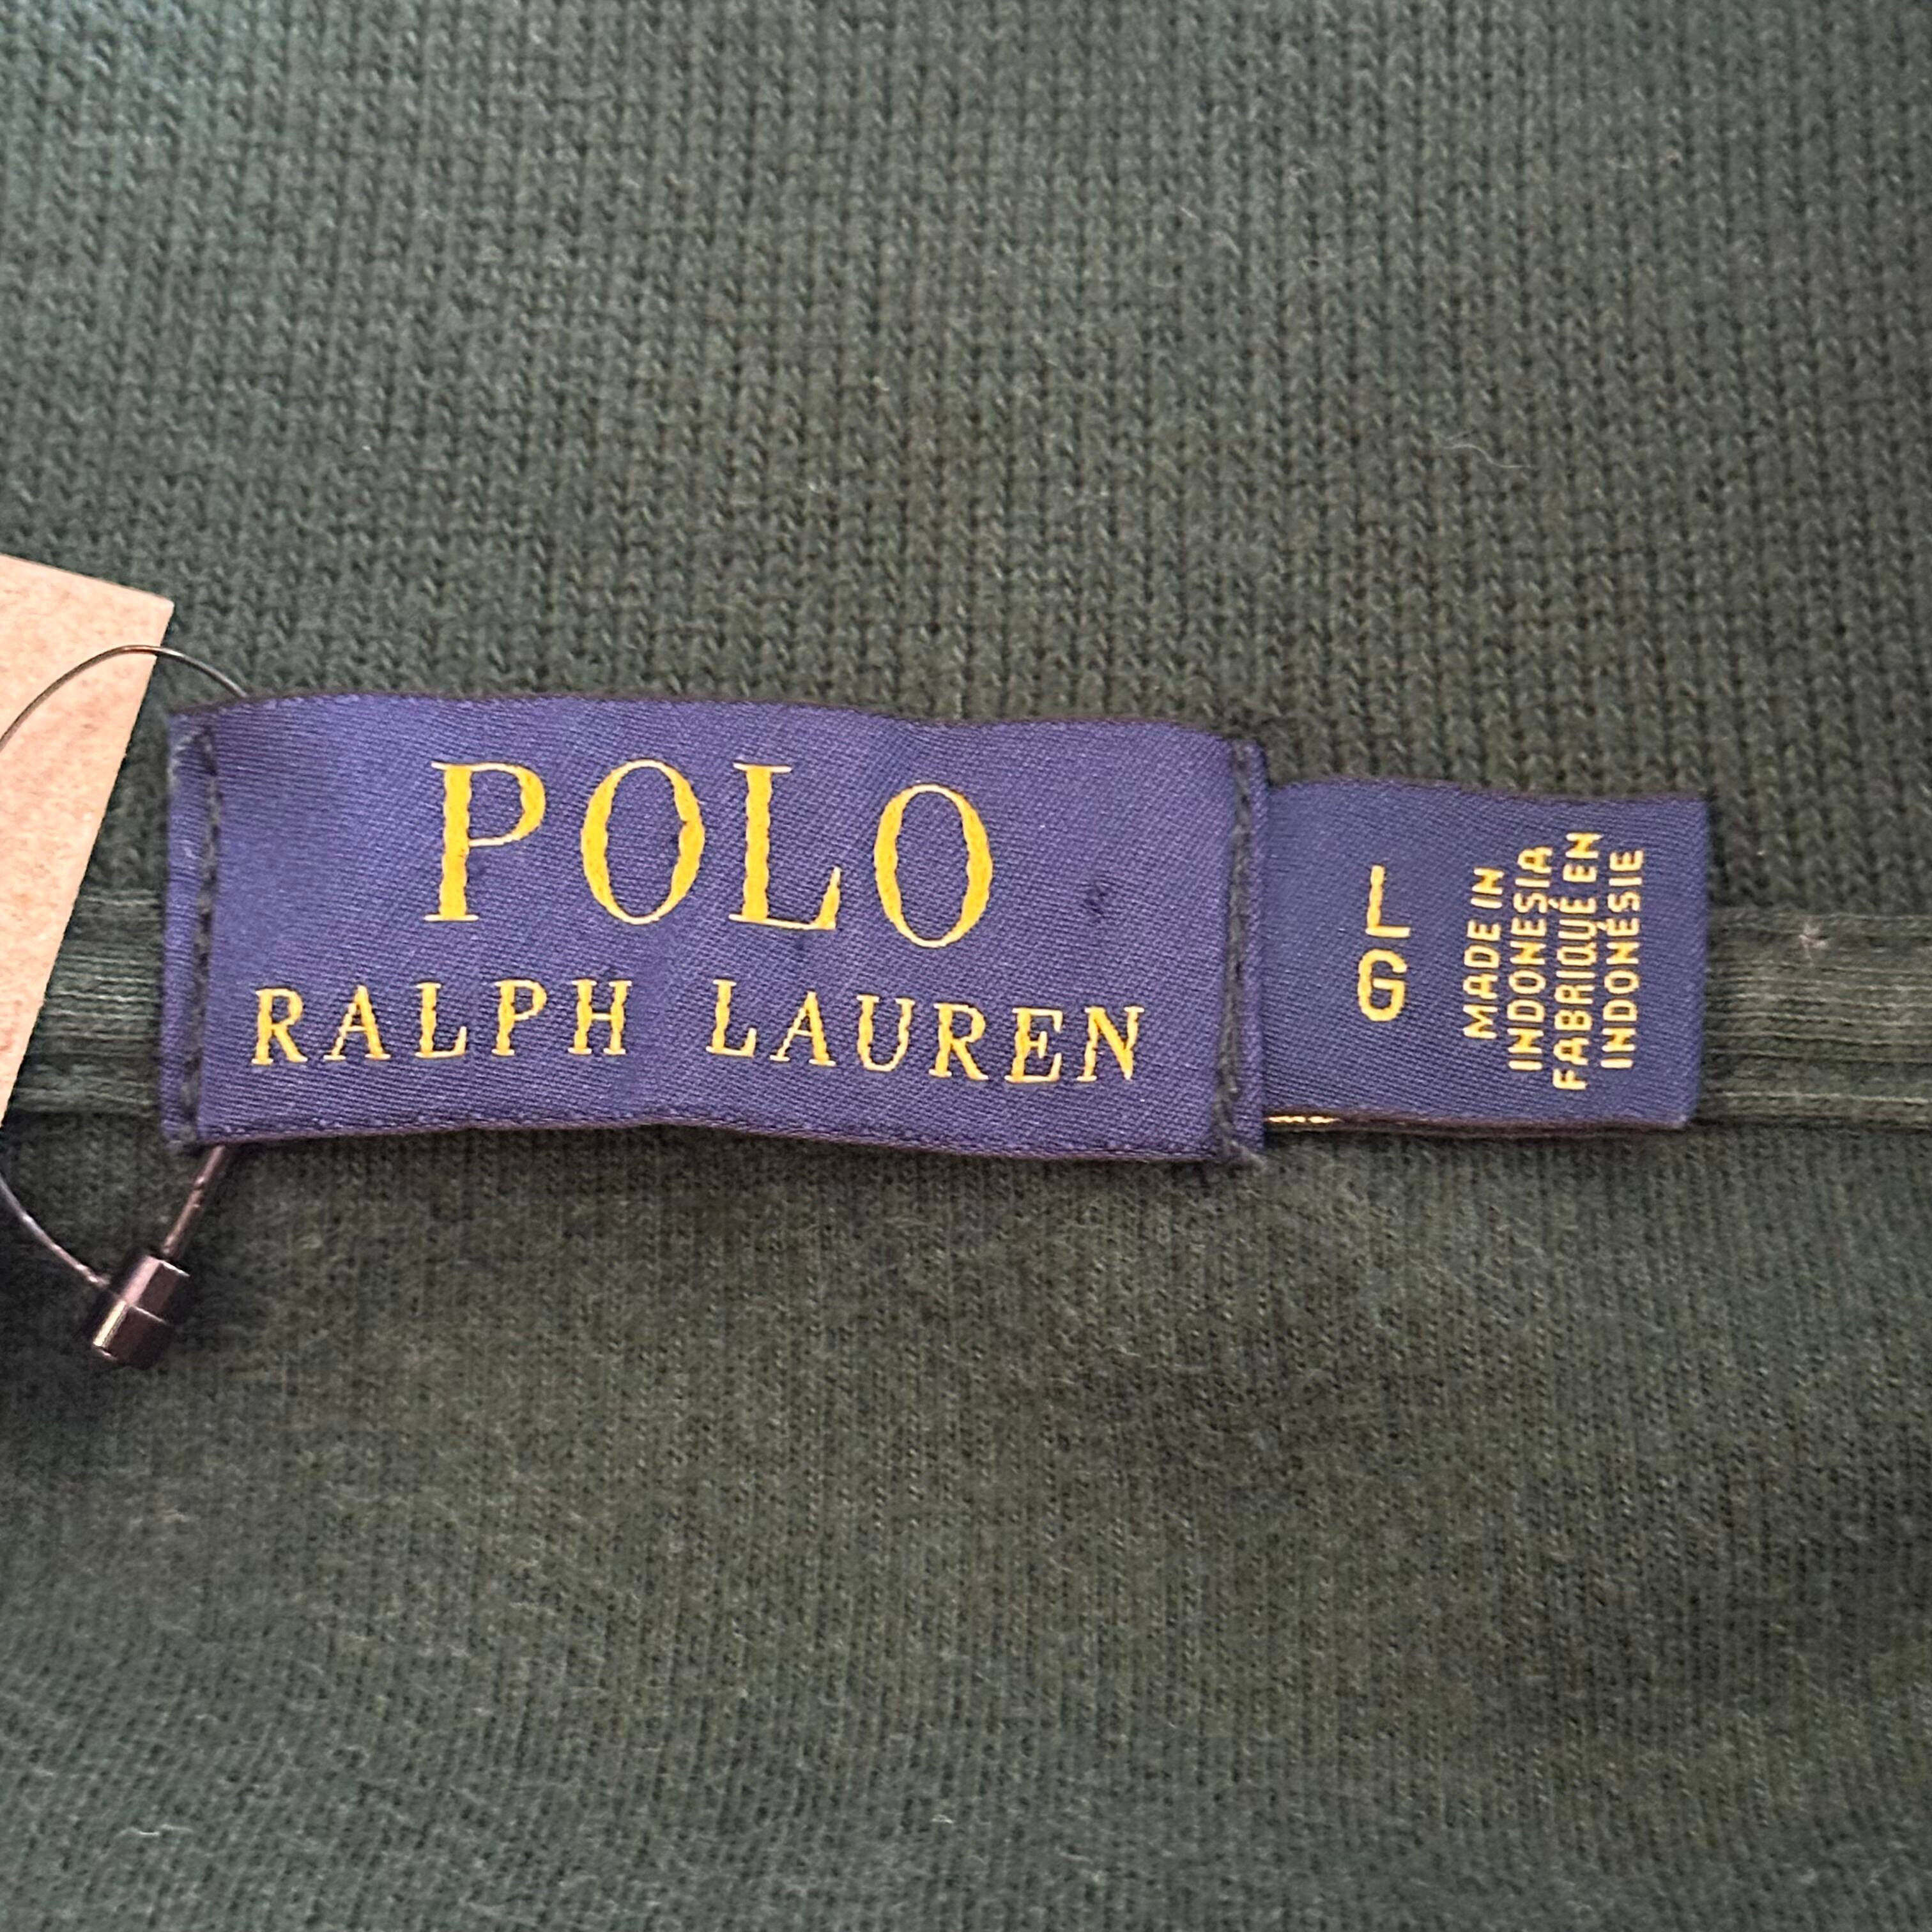 POLO
RALPH LAUREN
L
G
MADE IN
INDONESIA
FABRIQUÉ EN
INDONÉSIE